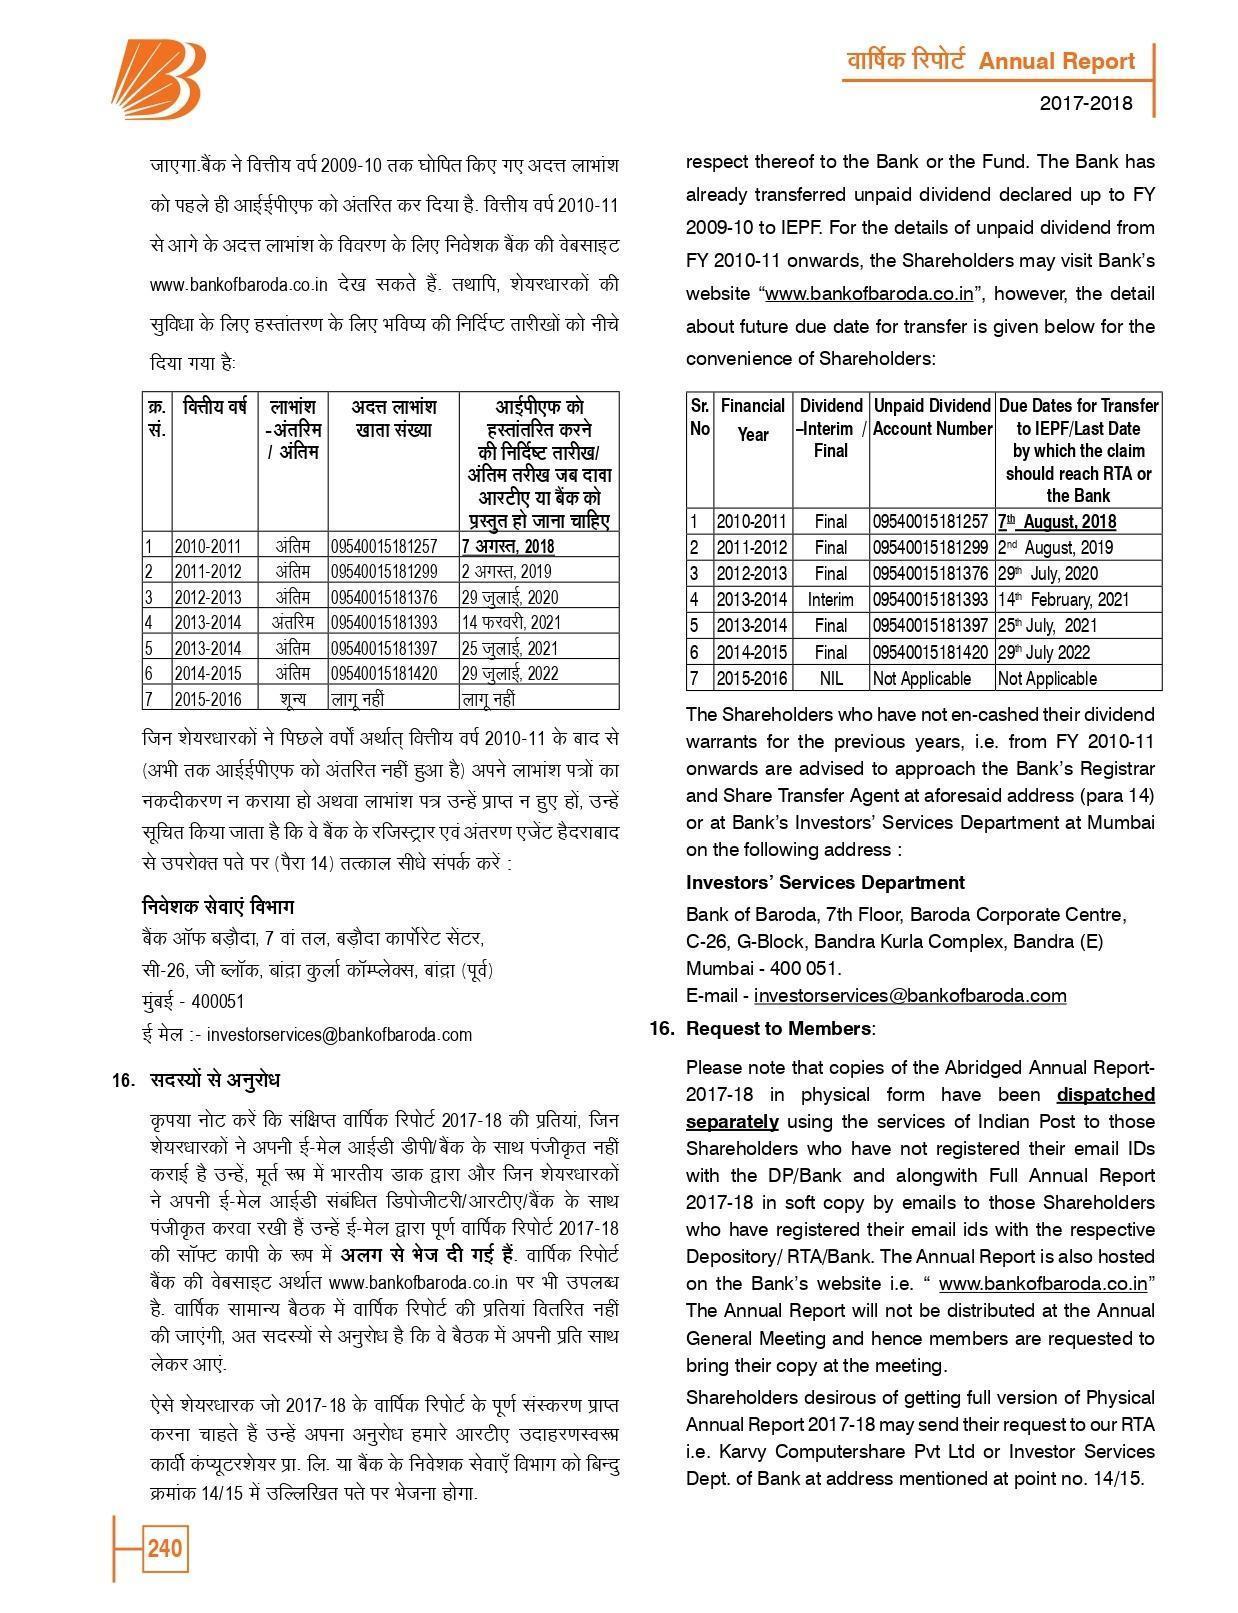 वार्षिक रिपोर्ट Annual Report
2017-2018
जाएगा.बैंक ने वित्तीय वर्ष 2009-10 तक घोषित किए गए अदत्त लाभांश
को पहले ही आईईपीएफ को अंतरित कर दिया है. वित्तीय वर्ष 2010-11
से आगे के अदत्त लाभांश के विवरण के लिए निवेशक बैंक की वेबसाइट
www.bankofbaroda.co.in देख सकते हैं. तथापि, शेयरधारकों की
सुविधा के लिए हस्तांतरण के लिए भविष्य की निर्दिष्ट तारीखों को नीचे
दिया गया है:
क्र. सं. वित्तीय वर्ष लाभांश -अंतरिम / अंतिम अदत्त लाभांश खाता संख्या आईपीएफ को हस्तांतरित करने की निर्दिष्ट तारीख/ अंतिम तरीख जब दावा आरटीए या बैंक को प्रस्तुत हो जाना चाहिए
1 2010-2011 अंतिम 09540015181257 7 अगस्त, 2018
2 2011-2012 अंतिम 09540015181299 2 अगस्त, 2019
3 2012-2013 अंतिम 09540015181376 29 जुलाई, 2020
4 2013-2014 अंतरिम 09540015181393 14 फरवरी, 2021
5 2013-2014 अंतिम 09540015181397 25 जुलाई, 2021
6 2014-2015 अंतिम 09540015181420 29 जुलाई, 2022
7 2015-2016 शून्य लागू नहीं लागू नहीं
जिन शेयरधारकों ने पिछले वर्षों अर्थात् वित्तीय वर्ष 2010-11 के बाद से
(अभी तक आईईपीएफ को अंतरित नहीं हुआ है) अपने लाभांश पत्रों का
नकदीकरण न कराया हो अथवा लाभांश पत्र उन्हें प्राप्त न हुए हों, उन्हें
सूचित किया जाता है कि वे बैंक के रजिस्ट्रार एवं अंतरण एजेंट हैदराबाद
से उपरोक्त पते पर (पैरा 14) तत्काल सीधे संपर्क करें :
निवेशक सेवाएं विभाग
बैंक ऑफ बड़ौदा, 7 वां तल, बड़ौदा कार्पोरेट सेंटर,
सी-26, जी ब्लॉक, बांद्रा कुर्ला कॉम्प्लेक्स, बांद्रा (पूर्व)
मुंबई - 400051
ई मेल :- investorservices@bankofbaroda.com
16. सदस्यों से अनुरोध
कृपया नोट करें कि संक्षिप्त वार्षिक रिपोर्ट 2017-18 की प्रतियां, जिन
शेयरधारकों ने अपनी ई-मेल आईडी डीपी/बैंक के साथ पंजीकृत नहीं
कराई है उन्हें, मूर्त रूप में भारतीय डाक द्वारा और जिन शेयरधारकों
ने अपनी ई-मेल आईडी संबंधित डिपोजीटरी/आरटीए/बैंक के साथ
पंजीकृत करवा रखी हैं उन्हें ई-मेल द्वारा पूर्ण वार्षिक रिपोर्ट 2017-18
की सॉफ्ट कापी के रूप में अलग से भेज दी गई हैं. वार्षिक रिपोर्ट
बैंक की वेबसाइट अर्थात www.bankofbaroda.co.in पर भी उपलब्ध
है. वार्षिक सामान्य बैठक में वार्षिक रिपोर्ट की प्रतियां वितरित नहीं
की जाएंगी, अत सदस्यों से अनुरोध है कि वे बैठक में अपनी प्रति साथ
लेकर आएं.
ऐसे शेयरधारक जो 2017-18 के वार्षिक रिपोर्ट के पूर्ण संस्करण प्राप्त
करना चाहते हैं उन्हें अपना अनुरोध हमारे आरटीए उदाहरणस्वरूप
कार्वी कंप्यूटरशेयर प्रा. लि. या बैंक के निवेशक सेवाएँ विभाग को बिन्दु
क्रमांक 14/15 में उल्लिखित पते पर भेजना होगा.
respect thereof to the Bank or the Fund. The Bank has
already transferred unpaid dividend declared up to FY
2009-10 to IEPF. For the details of unpaid dividend from
FY 2010-11 onwards, the Shareholders may visit Bank’s
website “www.bankofbaroda.co.in”, however, the detail
about future due date for transfer is given below for the
convenience of Shareholders:
Sr. No Financial Year Dividend –Interim / Final Unpaid Dividend Account Number Due Dates for Transfer to IEPF/Last Date by which the claim should reach RTA or the Bank
1 2010-2011 Final 09540015181257 7th August, 2018
2 2011-2012 Final 09540015181299 2nd August, 2019
3 2012-2013 Final 09540015181376 29th July, 2020
4 2013-2014 Interim 09540015181393 14th February, 2021
5 2013-2014 Final 09540015181397 25th July, 2021
6 2014-2015 Final 09540015181420 29th July 2022
7 2015-2016 NIL Not Applicable Not Applicable
The Shareholders who have not en-cashed their dividend
warrants for the previous years, i.e. from FY 2010-11
onwards are advised to approach the Bank’s Registrar
and Share Transfer Agent at aforesaid address (para 14)
or at Bank’s Investors’ Services Department at Mumbai
on the following address :
Investors’ Services Department
Bank of Baroda, 7th Floor, Baroda Corporate Centre,
C-26, G-Block, Bandra Kurla Complex, Bandra (E)
Mumbai - 400 051.
E-mail - investorservices@bankofbaroda.com
16. Request to Members:
Please note that copies of the Abridged Annual Report-
2017-18 in physical form have been dispatched
separately using the services of Indian Post to those
Shareholders who have not registered their email IDs
with the DP/Bank and alongwith Full Annual Report
2017-18 in soft copy by emails to those Shareholders
who have registered their email ids with the respective
Depository/ RTA/Bank. The Annual Report is also hosted
on the Bank’s website i.e. “ www.bankofbaroda.co.in”
The Annual Report will not be distributed at the Annual
General Meeting and hence members are requested to
bring their copy at the meeting.
Shareholders desirous of getting full version of Physical
Annual Report 2017-18 may send their request to our RTA
i.e. Karvy Computershare Pvt Ltd or Investor Services
Dept. of Bank at address mentioned at point no. 14/15.
240